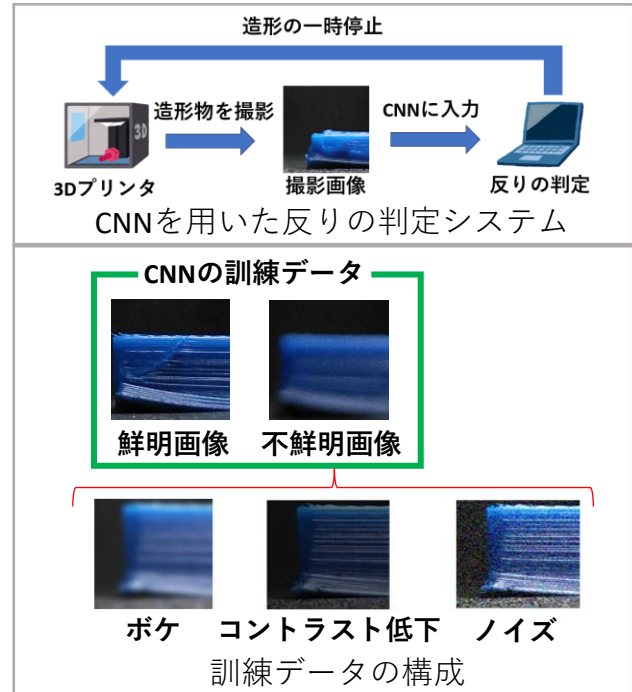 造形の一時停止
造形物を撮影
CNNに入力
3D
3Dプリンタ
撮影画像
反りの判定
CNNを用いた反りの判定システム
CNNの訓練データ
鮮明画像
不鮮明画像
ボケ
コントラスト低下
ノイズ
訓練データの構成